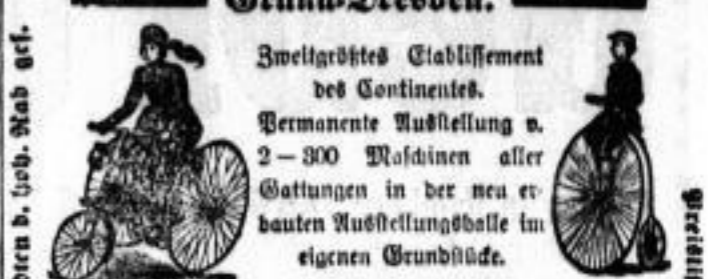 Zweitgrößtes Etablissement
des Continentes.
Permanente Ausstellung v.
2—300 Maschinen aller
Gattungen in der neu er-
bauten Ausstellungshalle im
eigenen Grundstücke.